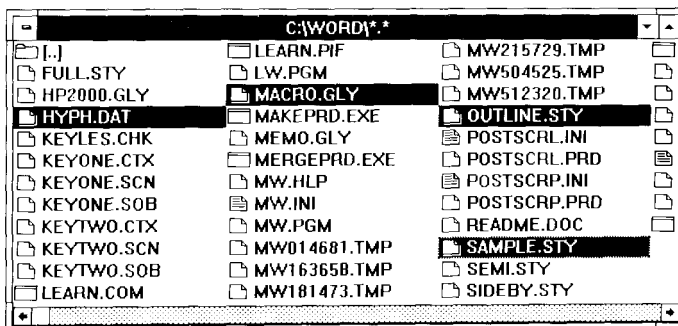 C:\WORD\*.*
[..]
FULL.STY
HP2000.GLY
HYPH.DAT
KEYLES.CHK
KEYONE.CTX
KEYONE.SCN
KEYONE.SOB
KEYTWO.CTX
KEYTWO.SCN
KEYTWO.SOB
LEARN.COM
LEARN.PIF
LW.PGM
MACRO.GLY
MAKEPRD.EXE
MEMO.GLY
MERGEPRD.EXE
MW.HLP
MW.INI
MW.PGM
MW014681.TMP
MW16365B.TMP
MW181473.TMP
MW215729.TMP
MW504525.TMP
MW512320.TMP
OUTLINE.STY
POSTSCRL.INI
POSTSCRL.PRD
POSTSCRP.INI
POSTSCRP.PRD
README.DOC
SAMPLE.STY
SEMI.STY
SIDEBY.STY